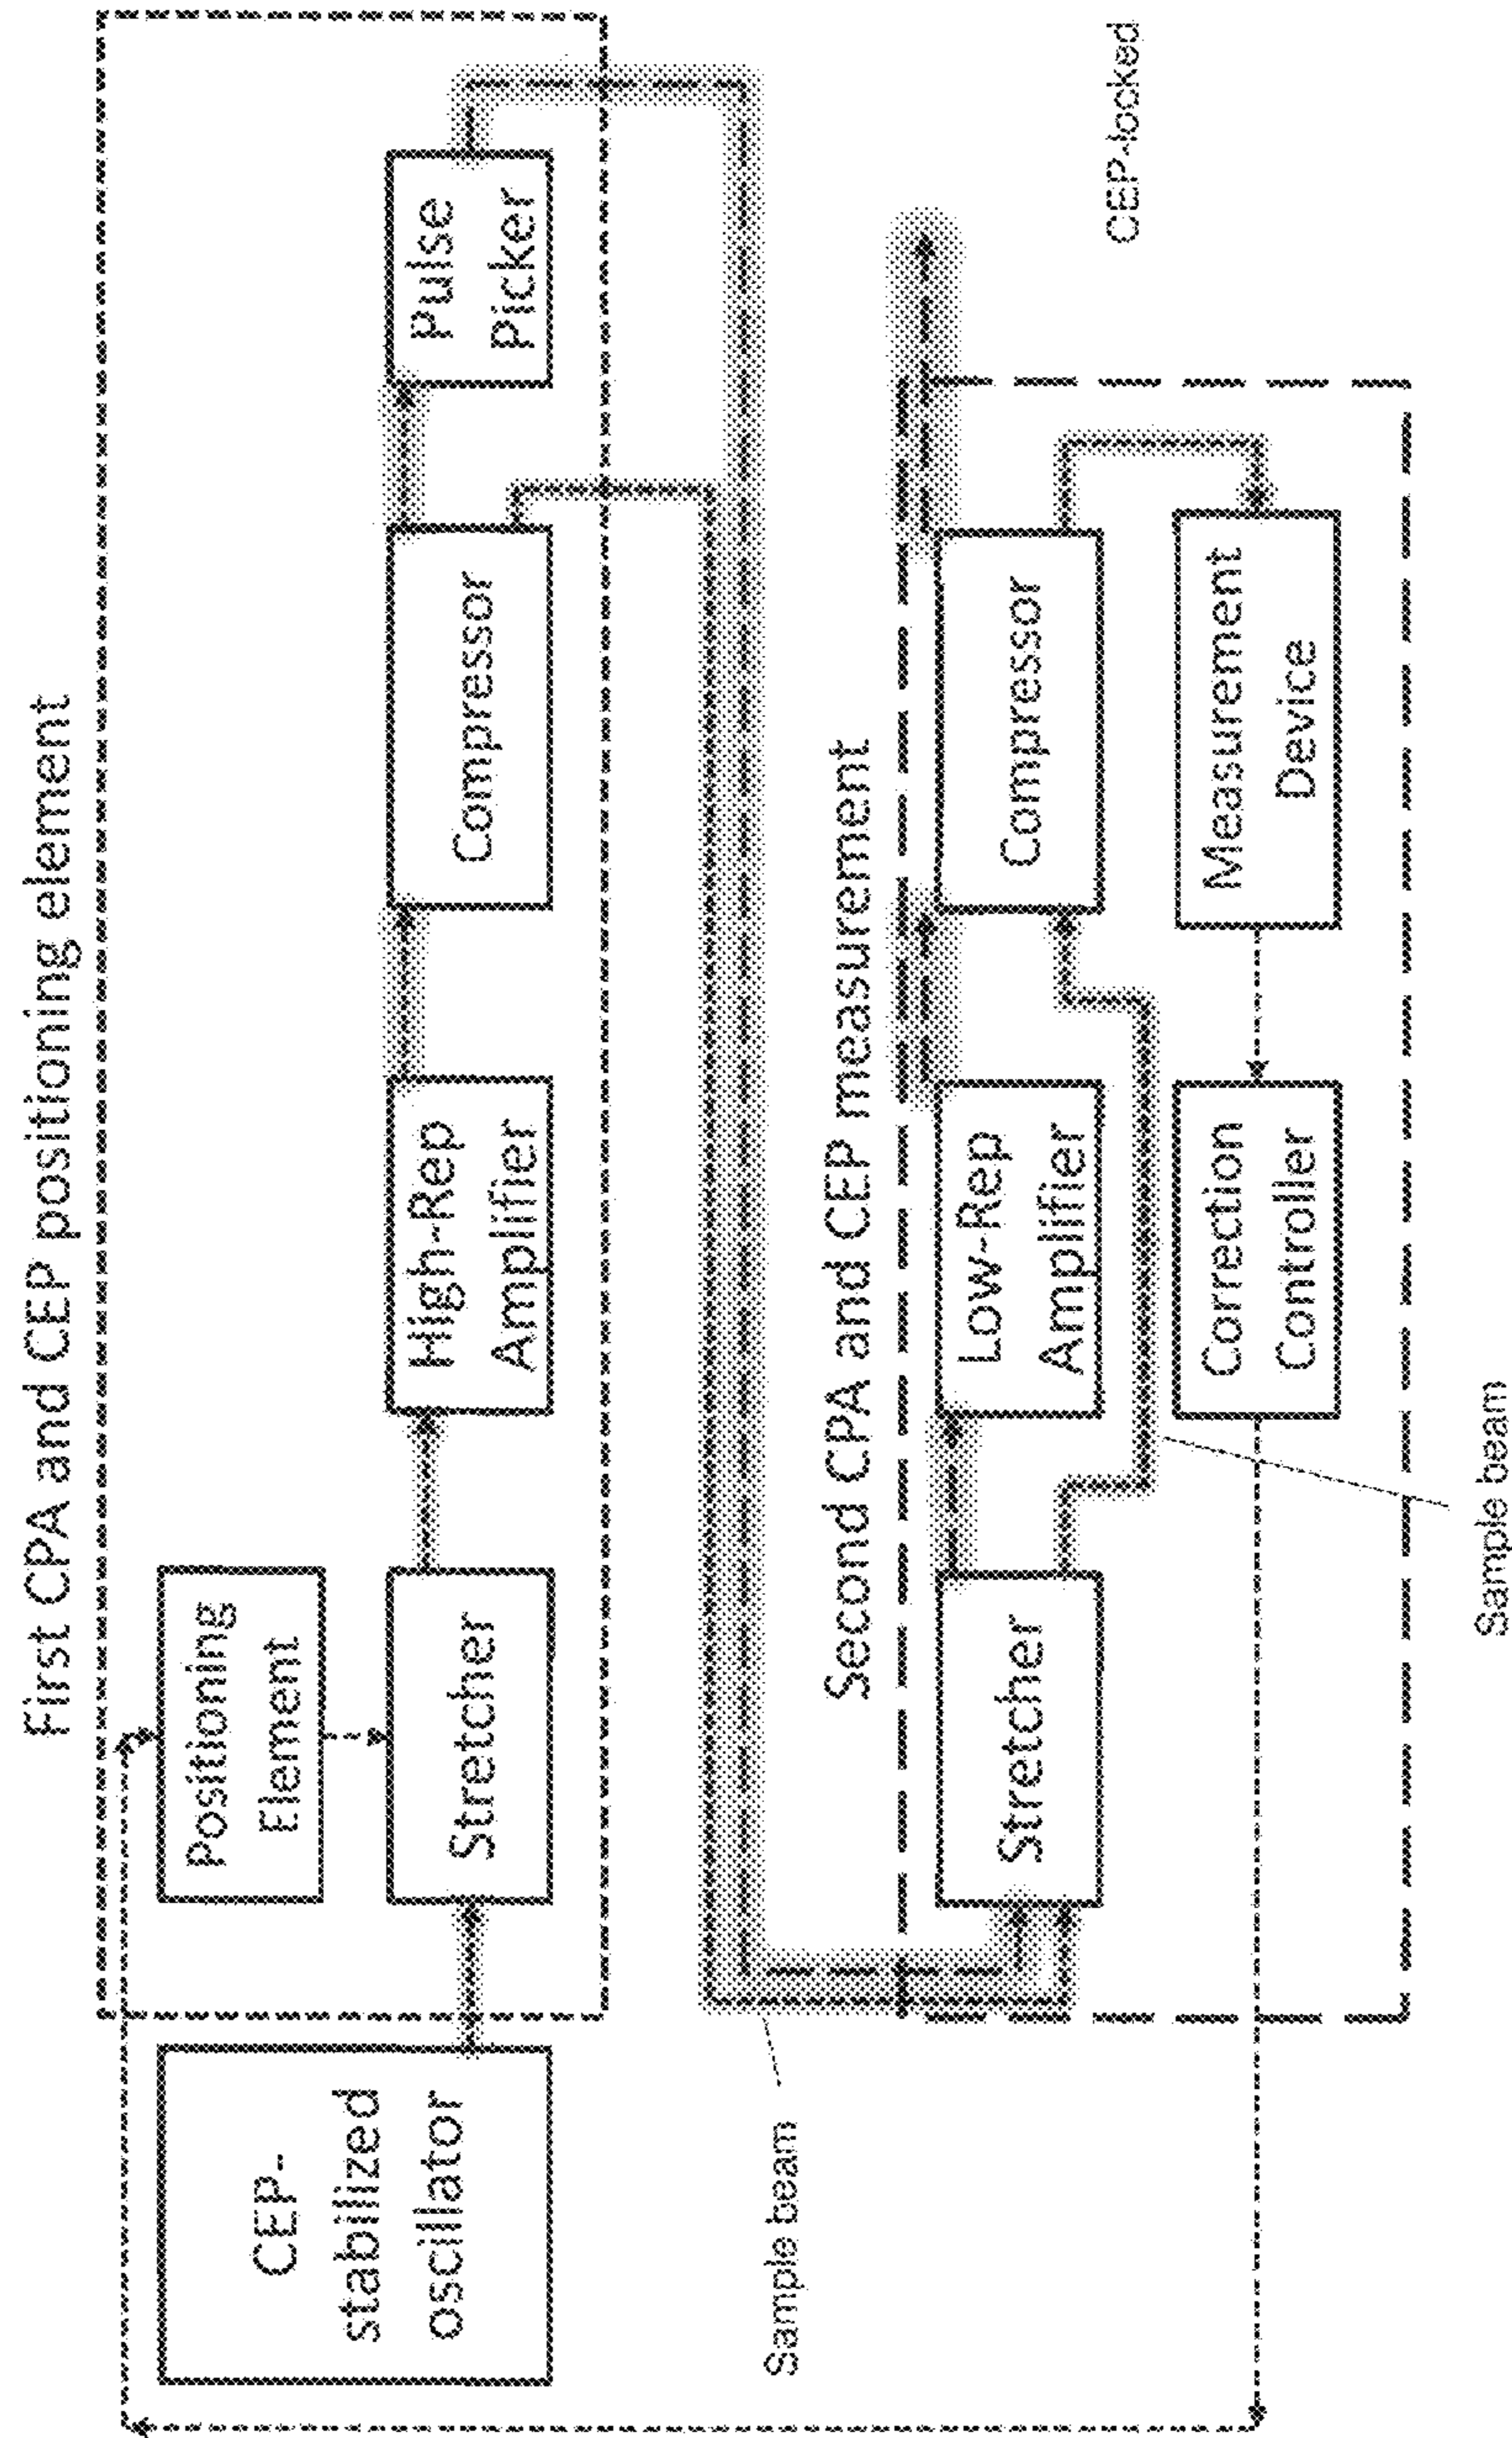 First CPA and CEP positioning element
Positioning
Element
CEP-
stabilized
oscillator
Stretcher
High-Rep
Amplifier
Compressor
Pulse
Picker
Sample beam
Second CPA and CEP measurement
Stretcher
Low-Rep
Amplifier
Compressor
CEP-locked
Correction
Controller
Measurement
Device
Sample beam